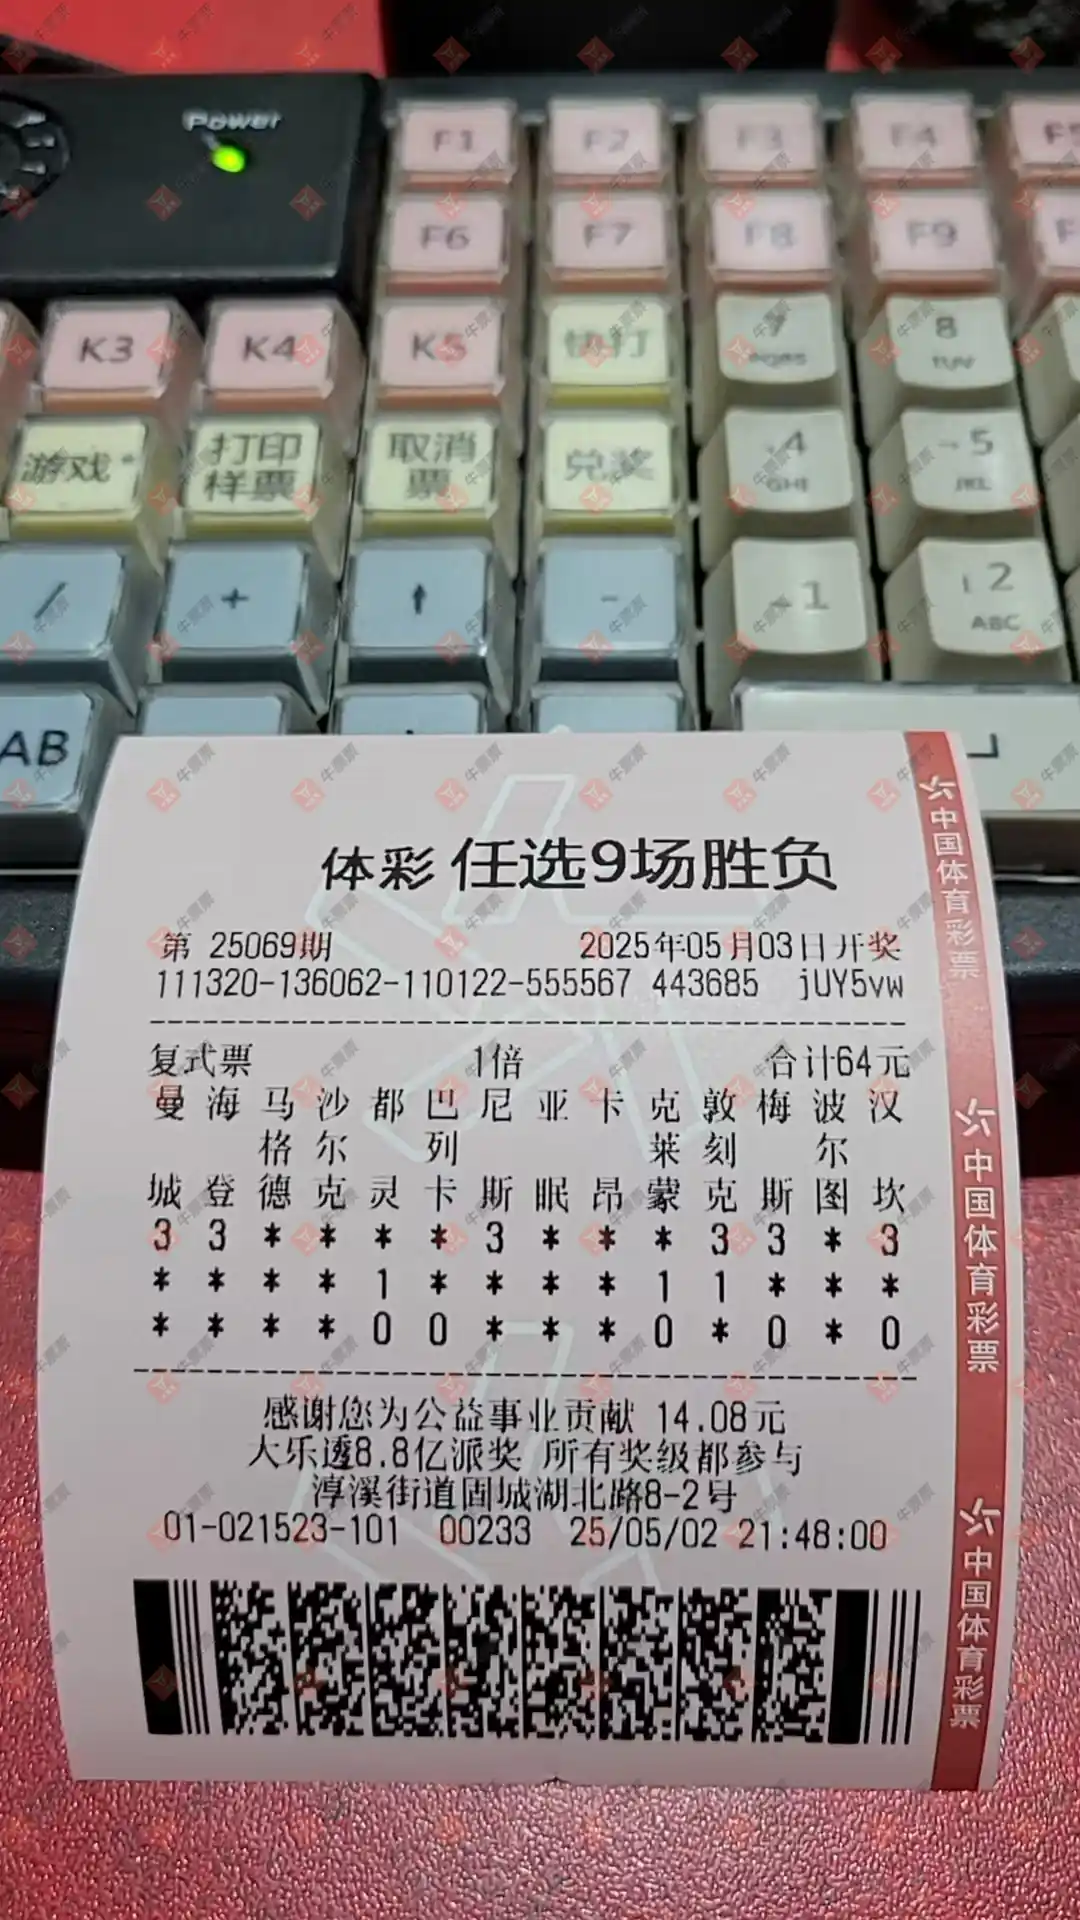 Power
F1 F2 F3 F4 F5
F6 F7 F8 F9
K3 K4 K5 快打 7 8
PQRS TUV
游戏 打印样票 取消票 兑奖 4 5
GHI JKL
/ + ↑ - 1 2
ABC
AB
体彩 任选9场胜负
第 25069期 2025年05月03日开奖
111320-136062-110122-555567 443685 jUY5vw
复式票 1倍 合计64元
曼 海 马 沙 都 巴 尼 亚 卡 克 敦 梅 波 汉
格 尔 列 莱 刻 尔
城 登 德 克 灵 卡 斯 眠 昂 蒙 克 斯 图 坎
3 3 * * * * 3 * * * 3 3 * 3
* * * * 1 * * * * 1 1 * * *
* * * * 0 0 * * * 0 * 0 * 0
感谢您为公益事业贡献 14.08元
大乐透8.8亿派奖 所有奖级都参与
淳溪街道固城湖北路8-2号
01-021523-101 00233 25/05/02 21:48:00
中国体育彩票
中国体育彩票
中国体育彩票
牛票票